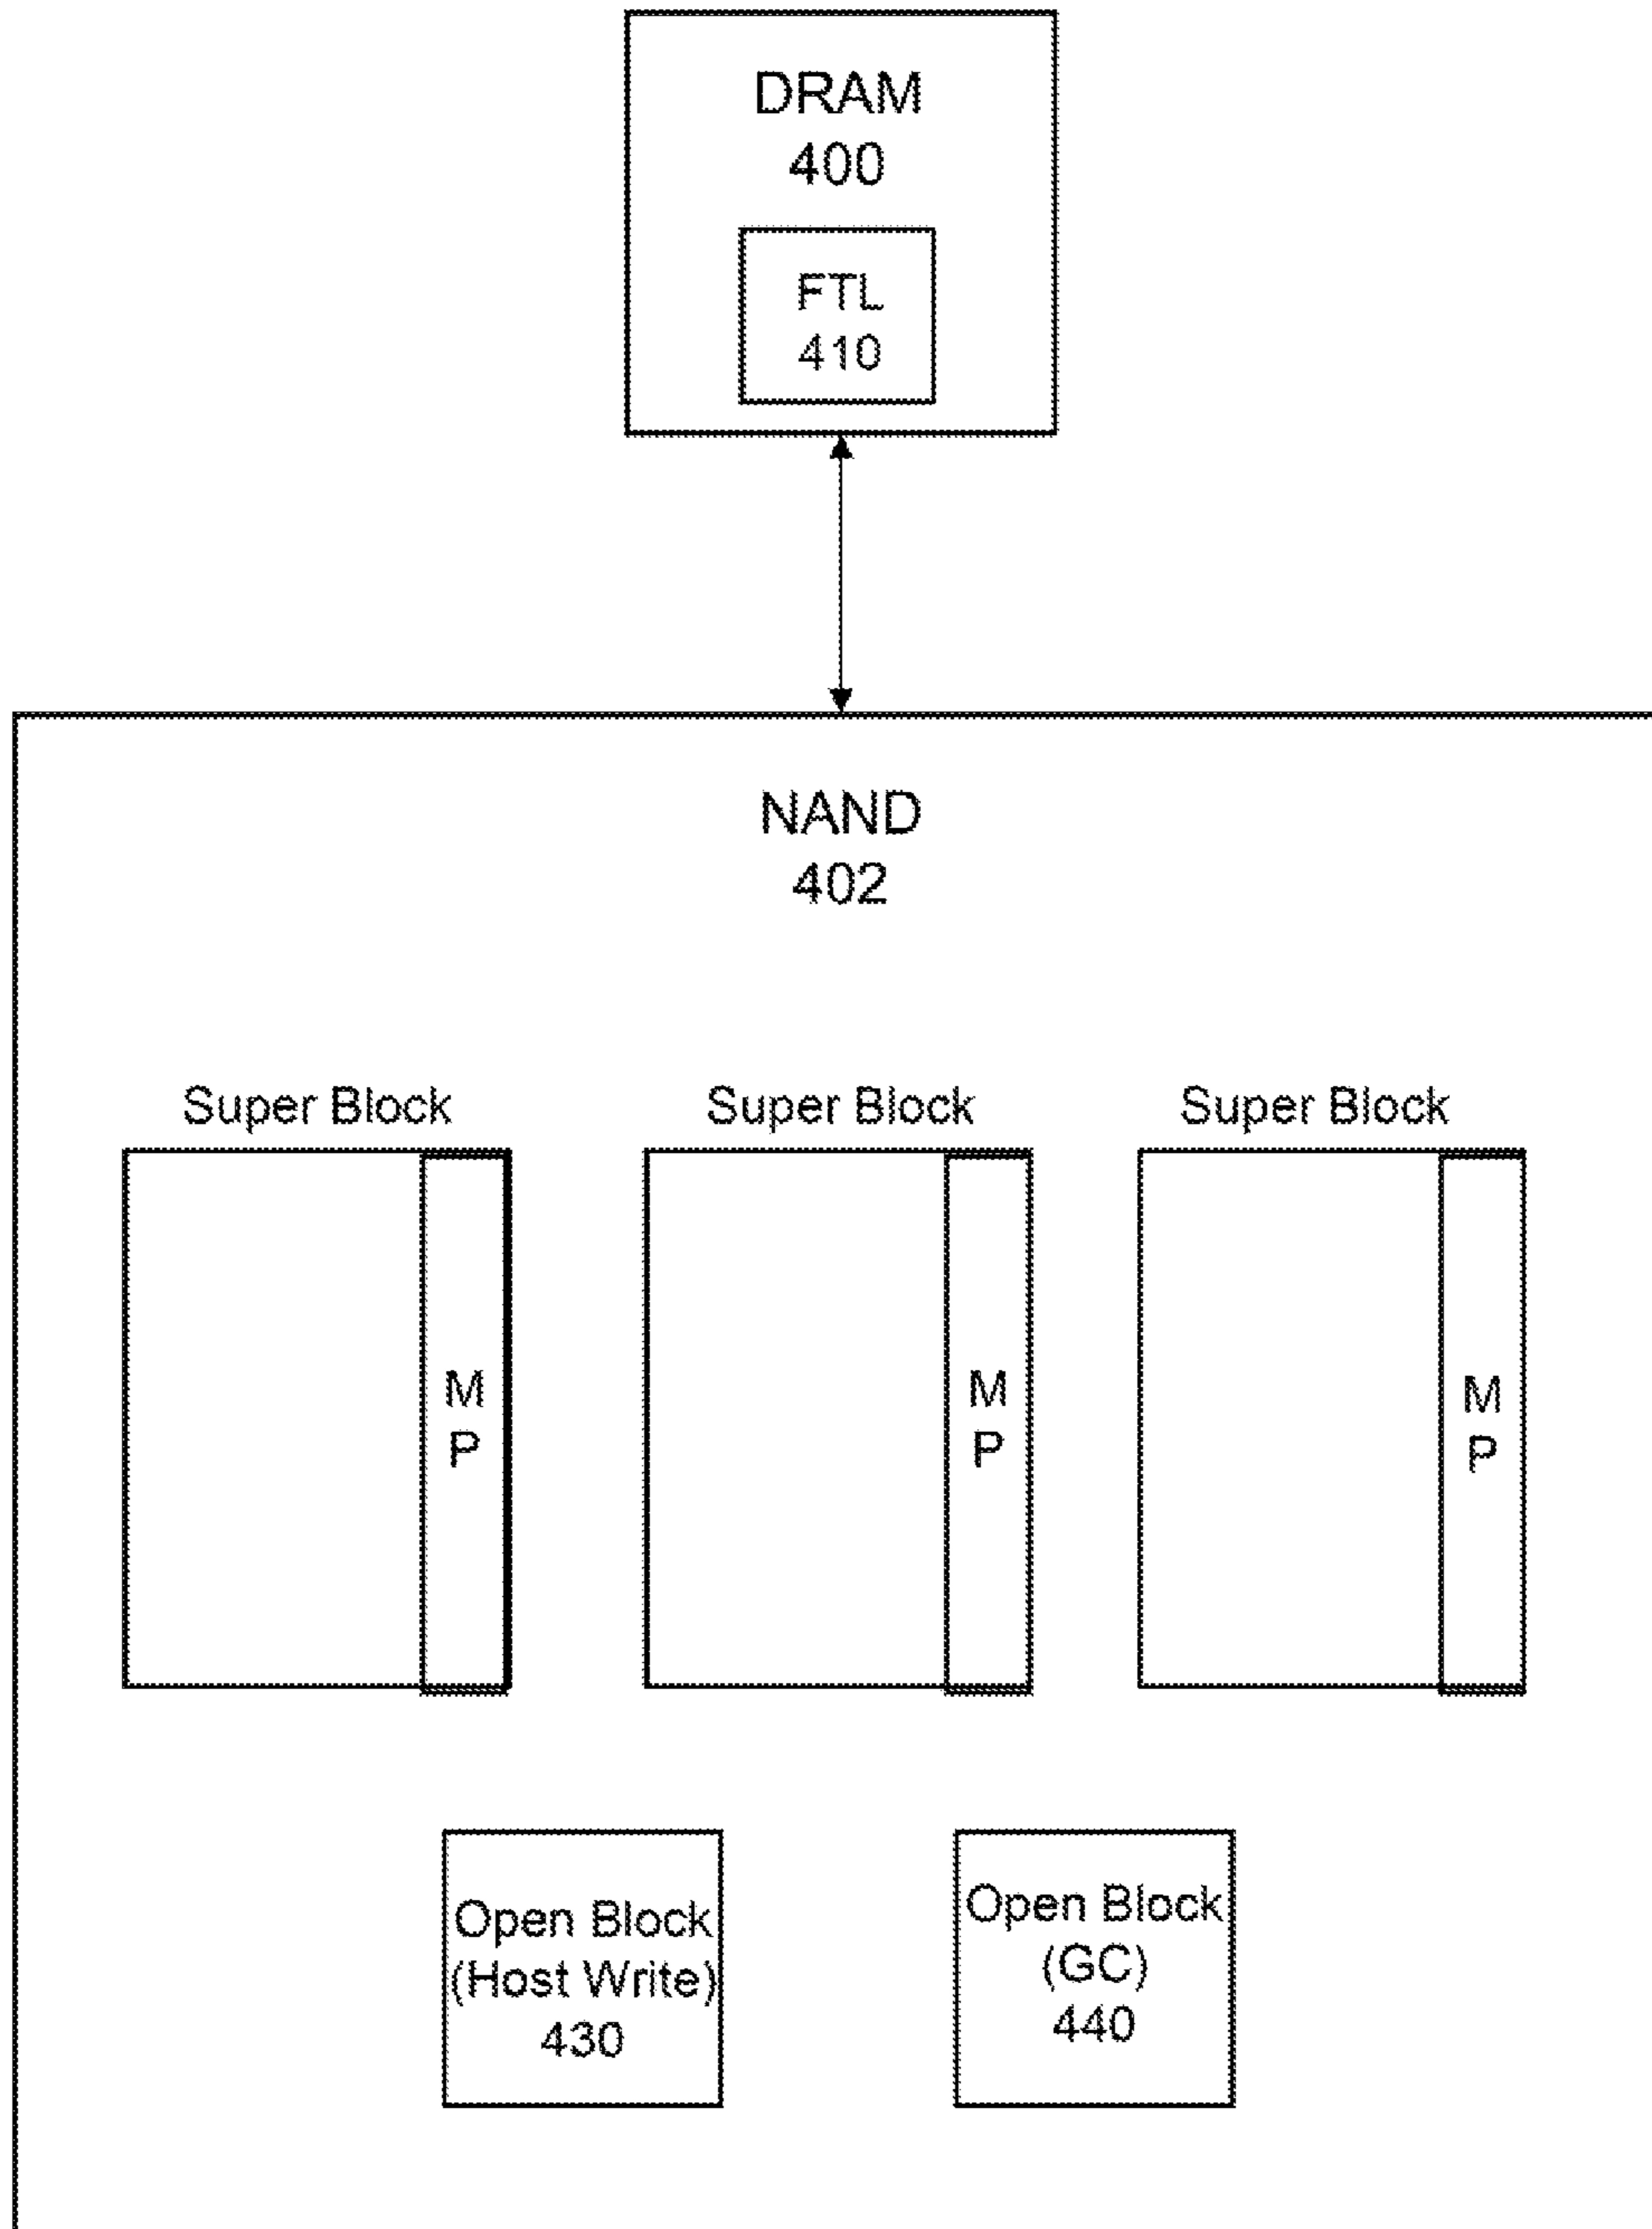 DRAM
400
FTL
410
NAND
402
Super Block
Super Block
Super Block
M
P
M
P
M
P
Open Block
(Host Write)
430
Open Block
(GC)
440